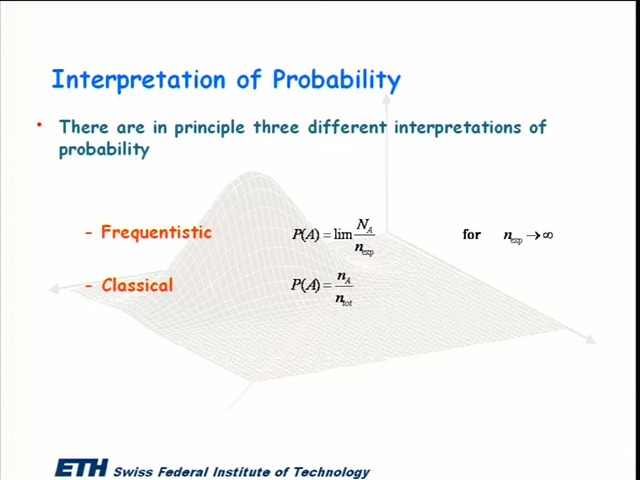 Interpretation of Probability
• There are in principle three different interpretations of
probability
- Frequentistic P(A) = lim N_A / n_exp for n_exp → ∞
- Classical P(A) = n_A / n_tot
ETH Swiss Federal Institute of Technology